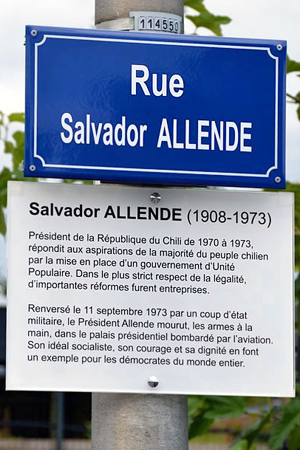 114550
Rue
Salvador ALLENDE
Salvador ALLENDE (1908-1973)
Président de la République du Chili de 1970 à 1973,
répondit aux aspirations de la majorité du peuple chilien
par la mise en place d'un gouvernement d'Unité
Populaire. Dans le plus strict respect de la légalité,
d'importantes réformes furent entreprises.
Renversé le 11 septembre 1973 par un coup d'état
militaire, le Président Allende mourut, les armes à la
main, dans le palais présidentiel bombardé par l'aviation.
Son idéal socialiste, son courage et sa dignité en font
un exemple pour les démocrates du monde entier.